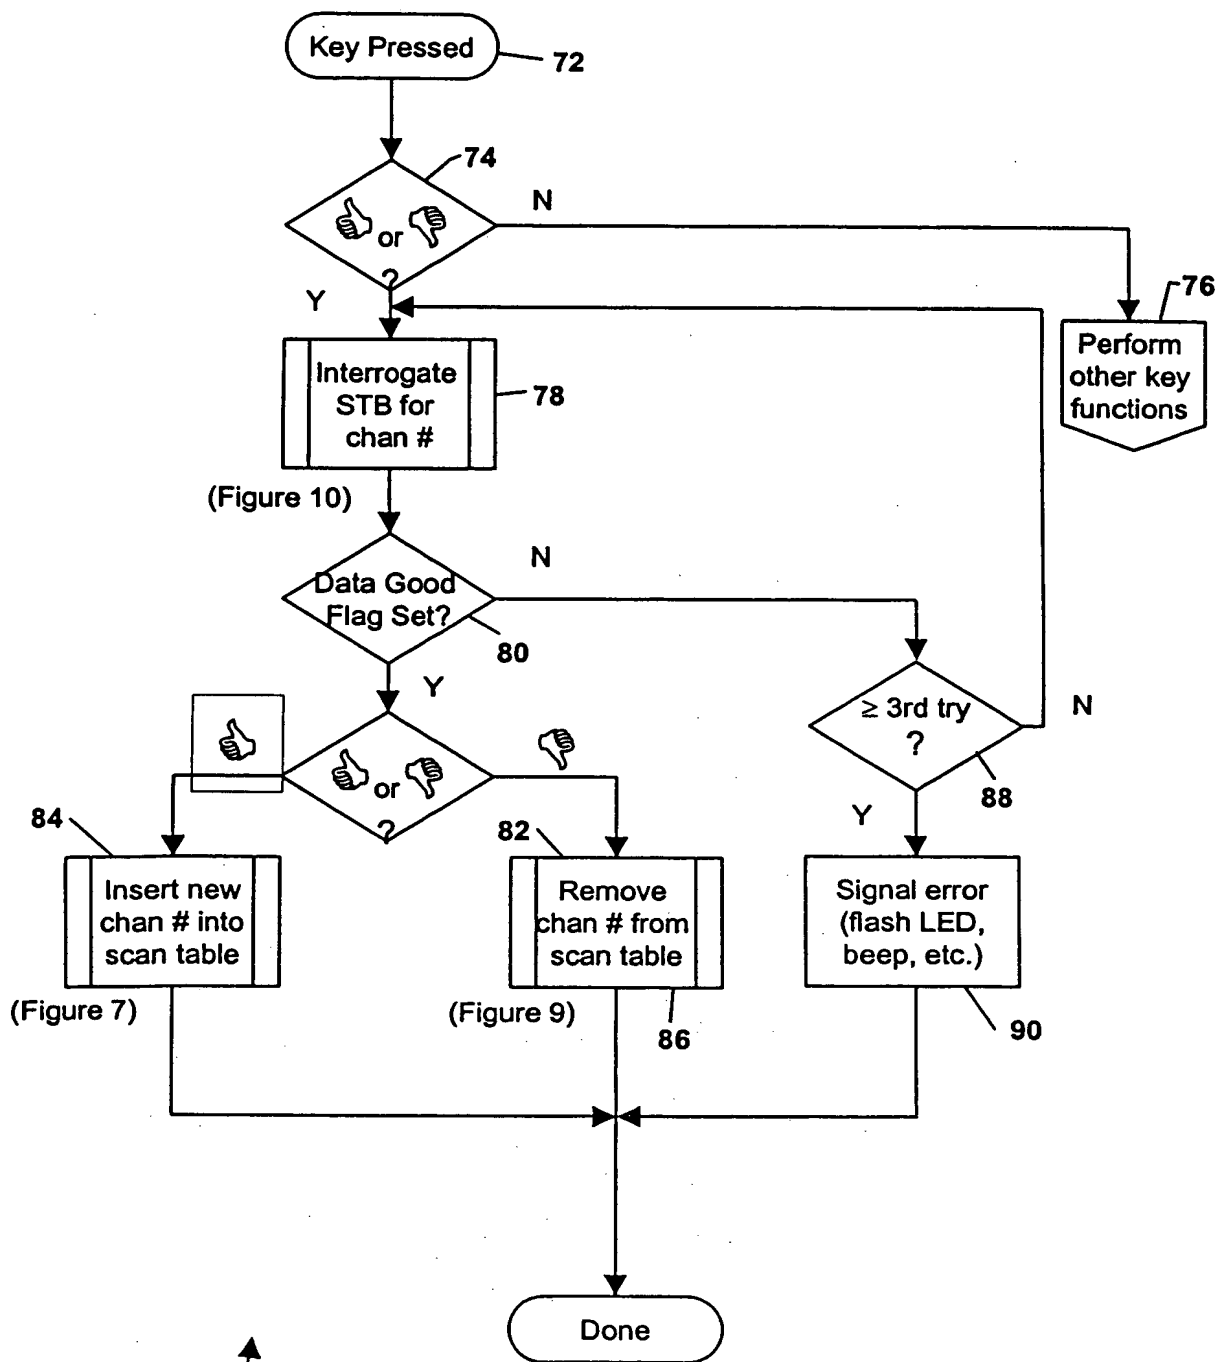 Key Pressed
72
74
N
or
?
Y
76
Perform
other key
functions
Interrogate
STB for
chan #
78
(Figure 10)
Data Good
Flag Set?
N
80
Y
≥ 3rd try
?
N
88
Y
or
?
84
82
Insert new
chan # into
scan table
(Figure 7)
Remove
chan # from
scan table
(Figure 9)
86
Signal error
(flash LED,
beep, etc.)
90
Done